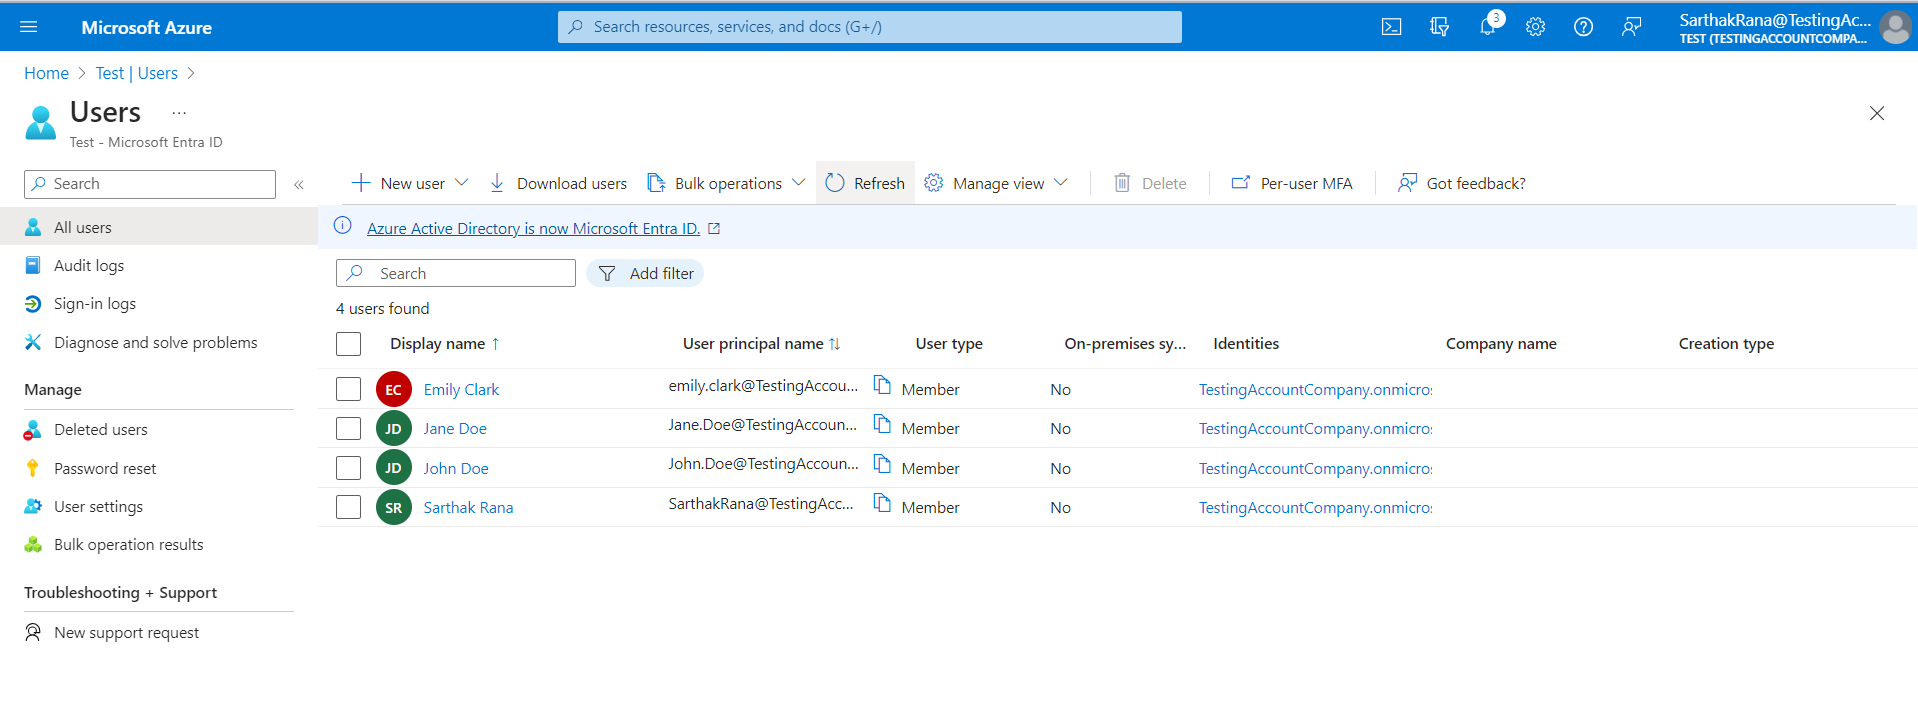 Microsoft Azure
Search resources, services, and docs (G+/)
3
SarthakRana@TestingAc...
TEST (TESTINGACCOUNTCOMPA...
Home > Test | Users >
Users ...
Test - Microsoft Entra ID
Search «
New user Download users Bulk operations Refresh Manage view Delete Per-user MFA Got feedback?
All users
Audit logs
Sign-in logs
Diagnose and solve problems
Manage
Deleted users
Password reset
User settings
Bulk operation results
Troubleshooting + Support
New support request
Azure Active Directory is now Microsoft Entra ID.
Search Add filter
4 users found
Display name ↑ User principal name ↑↓ User type On-premises sy... Identities Company name Creation type
EC Emily Clark emily.clark@TestingAccou... Member No TestingAccountCompany.onmicros
JD Jane Doe Jane.Doe@TestingAccoun... Member No TestingAccountCompany.onmicros
JD John Doe John.Doe@TestingAccoun... Member No TestingAccountCompany.onmicros
SR Sarthak Rana SarthakRana@TestingAcc... Member No TestingAccountCompany.onmicros